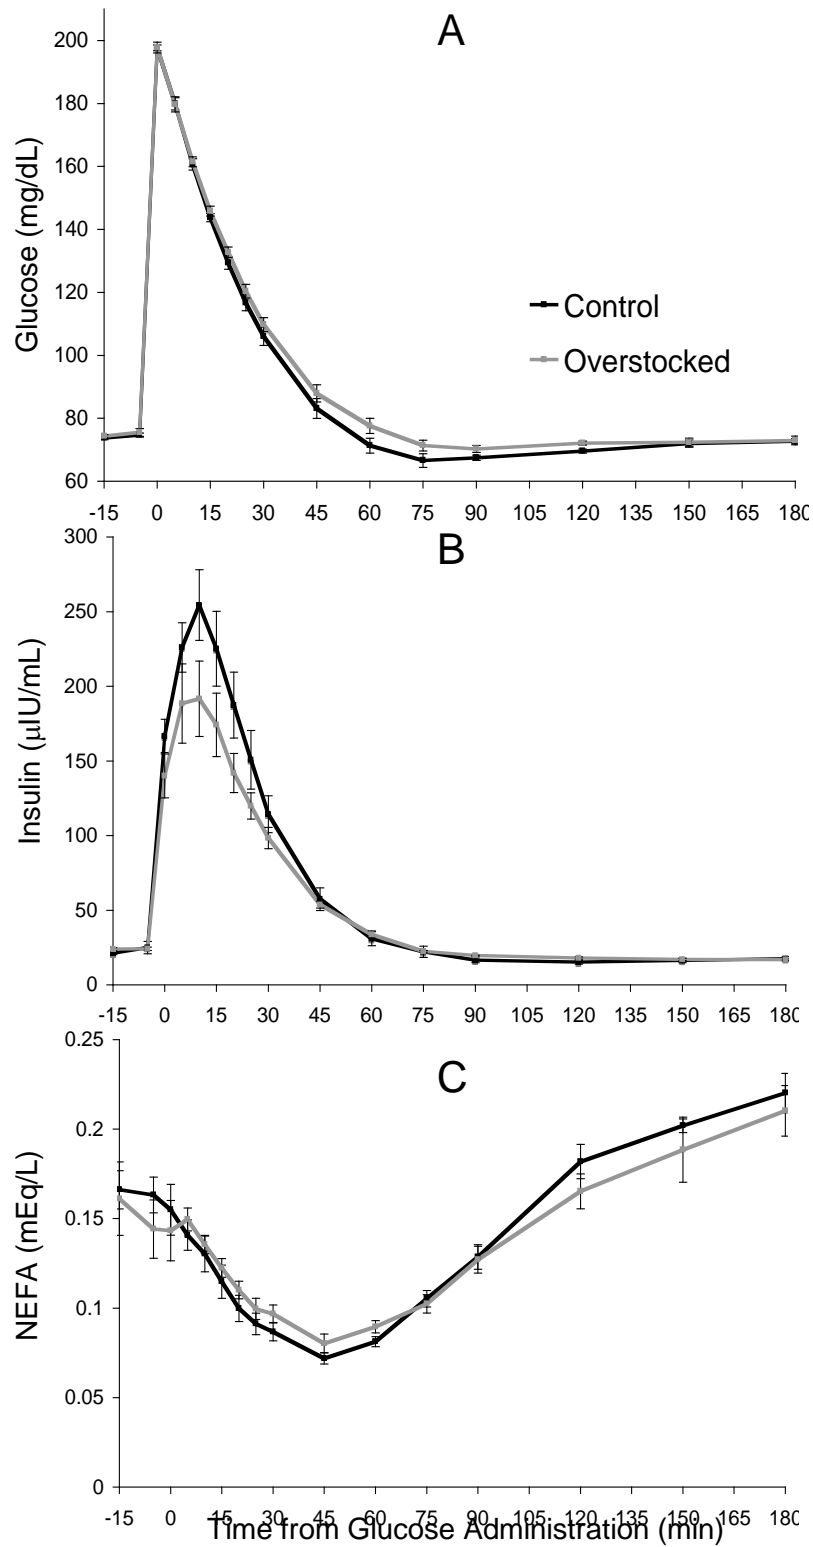 A
200
180
160
140
120
100
80
60
Glucose (mg/dL)
Control
Overstocked
-15 0 15 30 45 60 75 90 105 120 135 150 165 180
B
300
250
200
150
100
50
0
Insulin (µIU/mL)
-15 0 15 30 45 60 75 90 105 120 135 150 165 180
C
0.25
0.2
0.15
0.1
0.05
0
NEFA (mEq/L)
-15 0 15 30 45 60 75 90 105 120 135 150 165 180
Time from Glucose Administration (min)